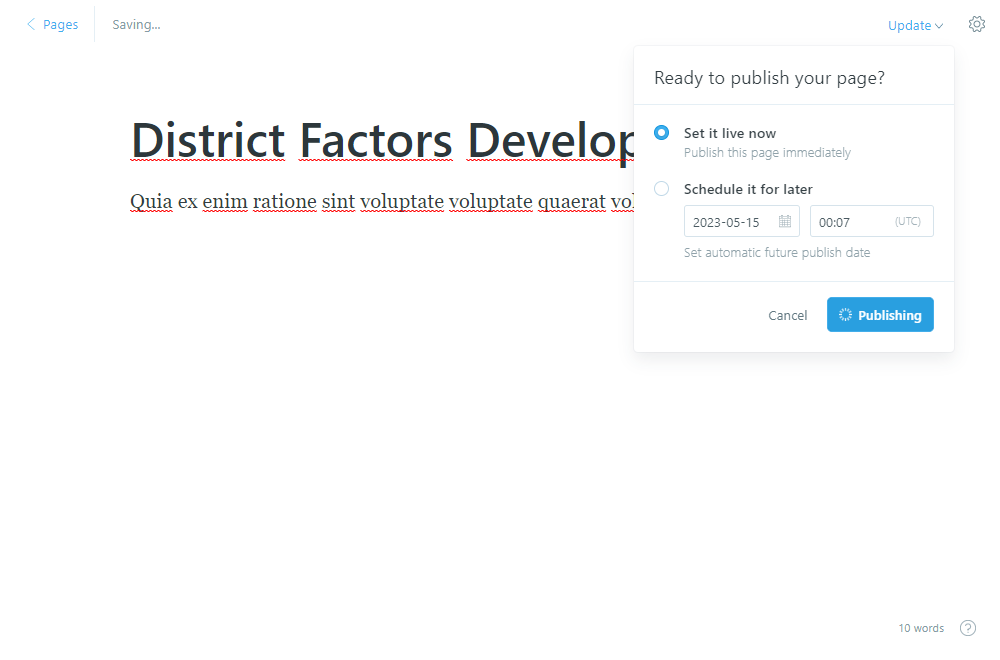 Pages
Saving...
Update
Ready to publish your page?
District Factors
Quia ex enim ratione sint voluptate voluptate quaerat
Set it live now
Publish this page immediately
Schedule it for later
2023-05-15
00:07 (UTC)
Set automatic future publish date
Cancel
Publishing
10 words
?